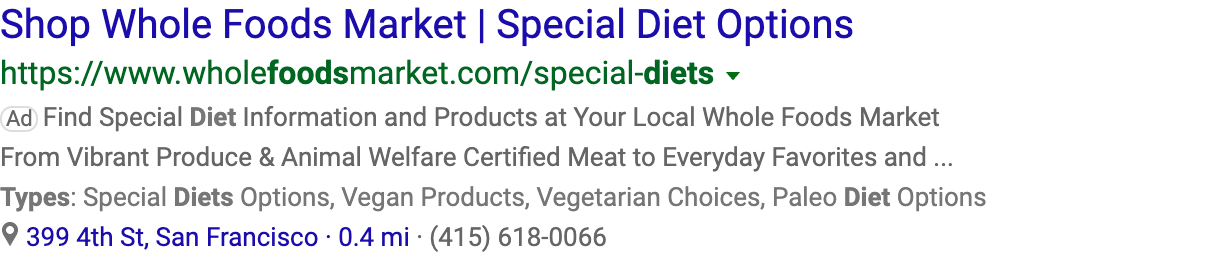 Shop Whole Foods Market | Special Diet Options
https://www.wholefoodsmarket.com/special-diets
Ad Find Special Diet Information and Products at Your Local Whole Foods Market
From Vibrant Produce & Animal Welfare Certified Meat to Everyday Favorites and ...
Types: Special Diets Options, Vegan Products, Vegetarian Choices, Paleo Diet Options
399 4th St, San Francisco · 0.4 mi · (415) 618-0066